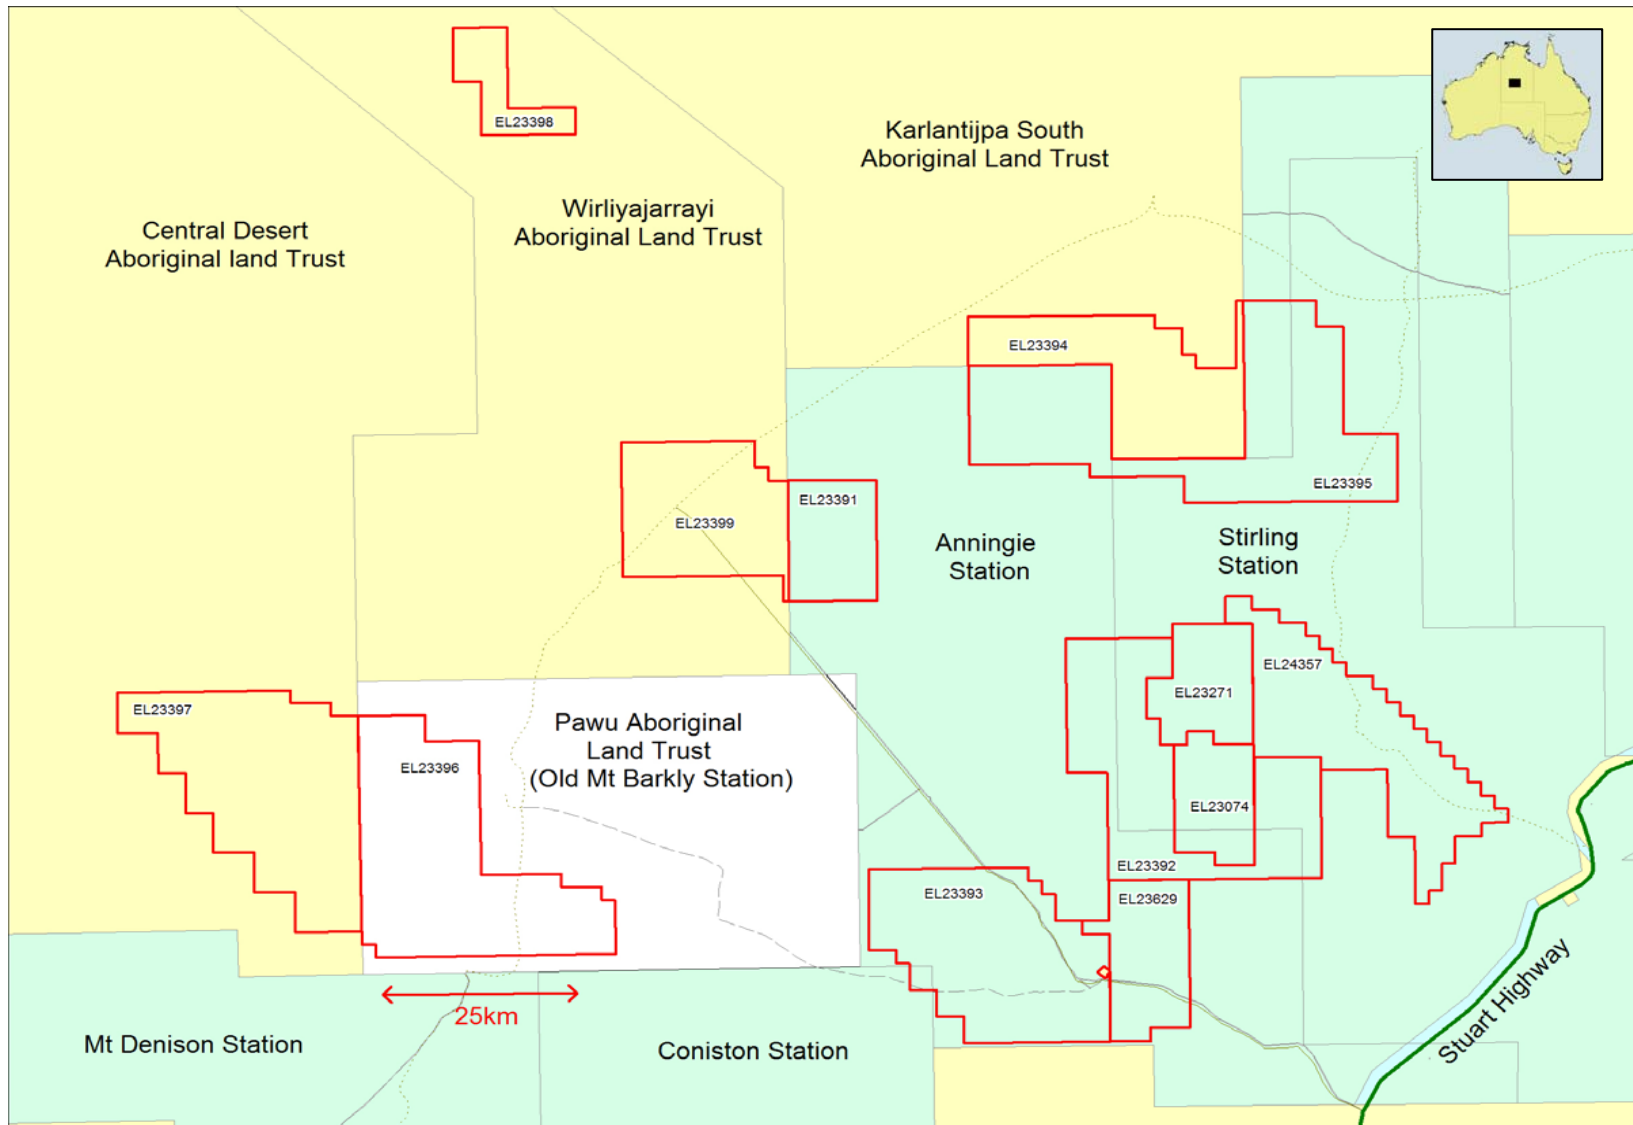 EL23398
Karlantijpa South
Aboriginal Land Trust
Wirliyajarrayi
Aboriginal Land Trust
Central Desert
Aboriginal land Trust
EL23394
EL23395
EL23391
EL23399
Anningie
Station
Stirling
Station
EL24357
EL23271
EL23397
Pawu Aboriginal
Land Trust
(Old Mt Barkly Station)
EL23396
EL23074
EL23392
EL23393
EL23629
25km
Mt Denison Station
Coniston Station
Stuart Highway